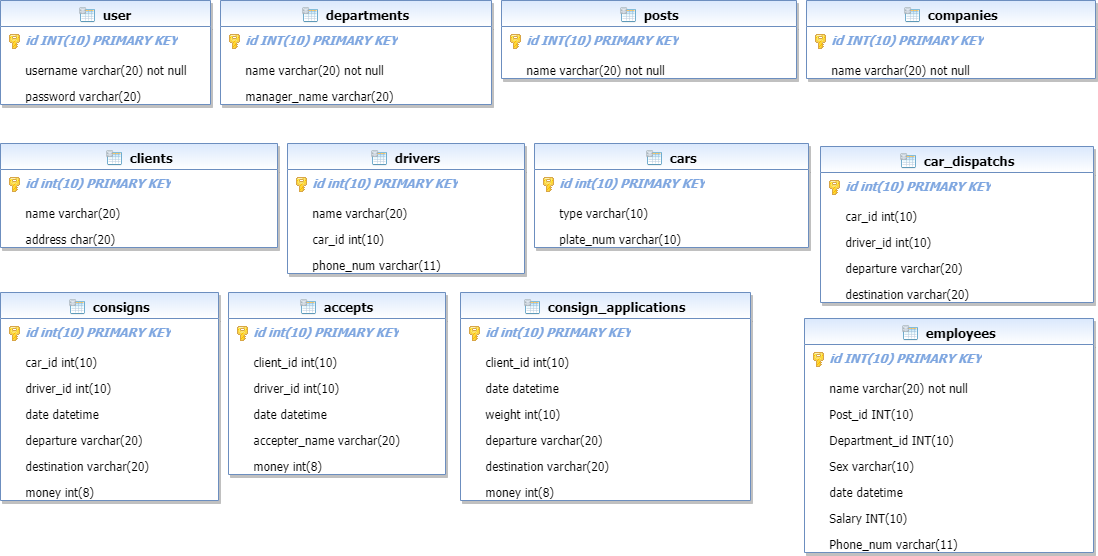 user
id INT(10) PRIMARY KEY
username varchar(20) not null
password varchar(20)
departments
id INT(10) PRIMARY KEY
name varchar(20) not null
manager_name varchar(20)
posts
id INT(10) PRIMARY KEY
name varchar(20) not null
companies
id INT(10) PRIMARY KEY
name varchar(20) not null
clients
id int(10) PRIMARY KEY
name varchar(20)
address char(20)
drivers
id int(10) PRIMARY KEY
name varchar(20)
car_id int(10)
phone_num varchar(11)
cars
id int(10) PRIMARY KEY
type varchar(10)
plate_num varchar(10)
car_dispatchs
id int(10) PRIMARY KEY
car_id int(10)
driver_id int(10)
departure varchar(20)
destination varchar(20)
consigns
id int(10) PRIMARY KEY
car_id int(10)
driver_id int(10)
date datetime
departure varchar(20)
destination varchar(20)
money int(8)
accepts
id int(10) PRIMARY KEY
client_id int(10)
driver_id int(10)
date datetime
accepter_name varchar(20)
money int(8)
consign_applications
id int(10) PRIMARY KEY
client_id int(10)
date datetime
weight int(10)
departure varchar(20)
destination varchar(20)
money int(8)
employees
id INT(10) PRIMARY KEY
name varchar(20) not null
Post_id INT(10)
Department_id INT(10)
Sex varchar(10)
date datetime
Salary INT(10)
Phone_num varchar(11)